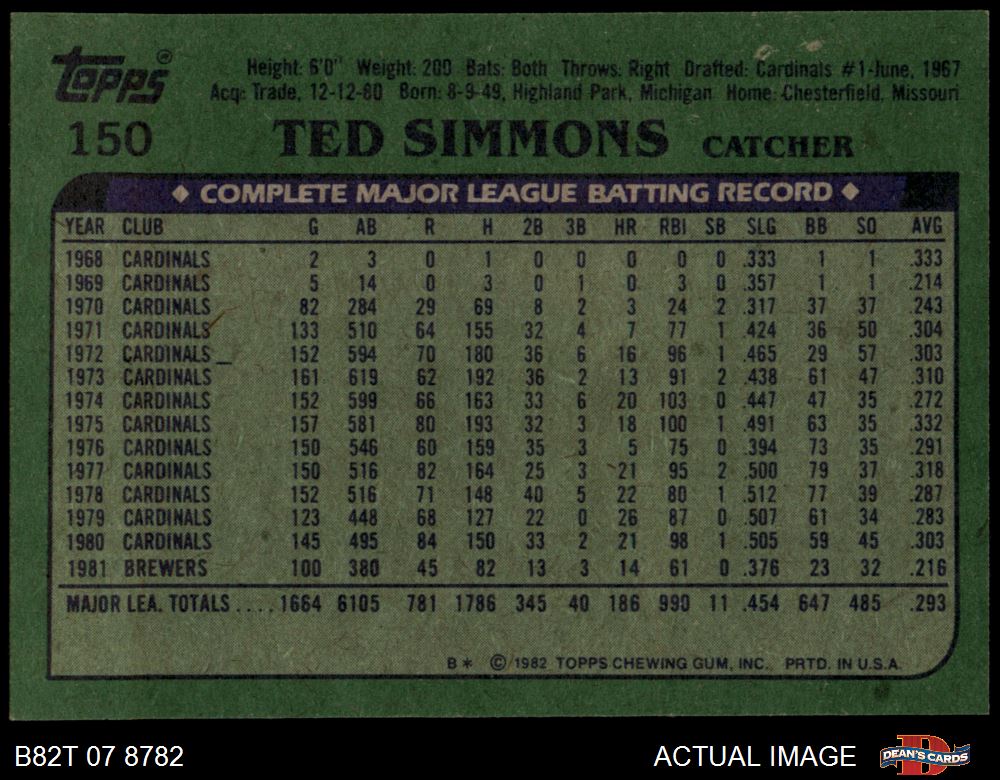 Topps®
Height: 6'0" Weight: 200 Bats: Both Throws: Right Drafted: Cardinals #1-June, 1967
Acq: Trade, 12-12-80 Born: 8-9-49, Highland Park, Michigan Home: Chesterfield, Missouri
150 TED SIMMONS CATCHER
◆ COMPLETE MAJOR LEAGUE BATTING RECORD ◆
YEAR CLUB G AB R H 2B 3B HR RBI SB SLG BB SO AVG
1968 CARDINALS 2 3 0 1 0 0 0 0 0 .333 1 1 .333
1969 CARDINALS 5 14 0 3 0 1 0 3 0 .357 1 1 .214
1970 CARDINALS 82 284 29 69 8 2 3 24 2 .317 37 37 .243
1971 CARDINALS 133 510 64 155 32 4 7 77 1 .424 36 50 .304
1972 CARDINALS 152 594 70 180 36 6 16 96 1 .465 29 57 .303
1973 CARDINALS 161 619 62 192 36 2 13 91 2 .438 61 47 .310
1974 CARDINALS 152 599 66 163 33 6 20 103 0 .447 47 35 .272
1975 CARDINALS 157 581 80 193 32 3 18 100 1 .491 63 35 .332
1976 CARDINALS 150 546 60 159 35 3 5 75 0 .394 73 35 .291
1977 CARDINALS 150 516 82 164 25 3 21 95 2 .500 79 37 .318
1978 CARDINALS 152 516 71 148 40 5 22 80 1 .512 77 39 .287
1979 CARDINALS 123 448 68 127 22 0 26 87 0 .507 61 34 .283
1980 CARDINALS 145 495 84 150 33 2 21 98 1 .505 59 45 .303
1981 BREWERS 100 380 45 82 13 3 14 61 0 .376 23 32 .216
MAJOR LEA. TOTALS .... 1664 6105 781 1786 345 40 186 990 11 .454 647 485 .293
B* © 1982 TOPPS CHEWING GUM, INC. PRTD. IN U.S.A.
B82T 07 8782 ACTUAL IMAGE DEAN'S CARDS